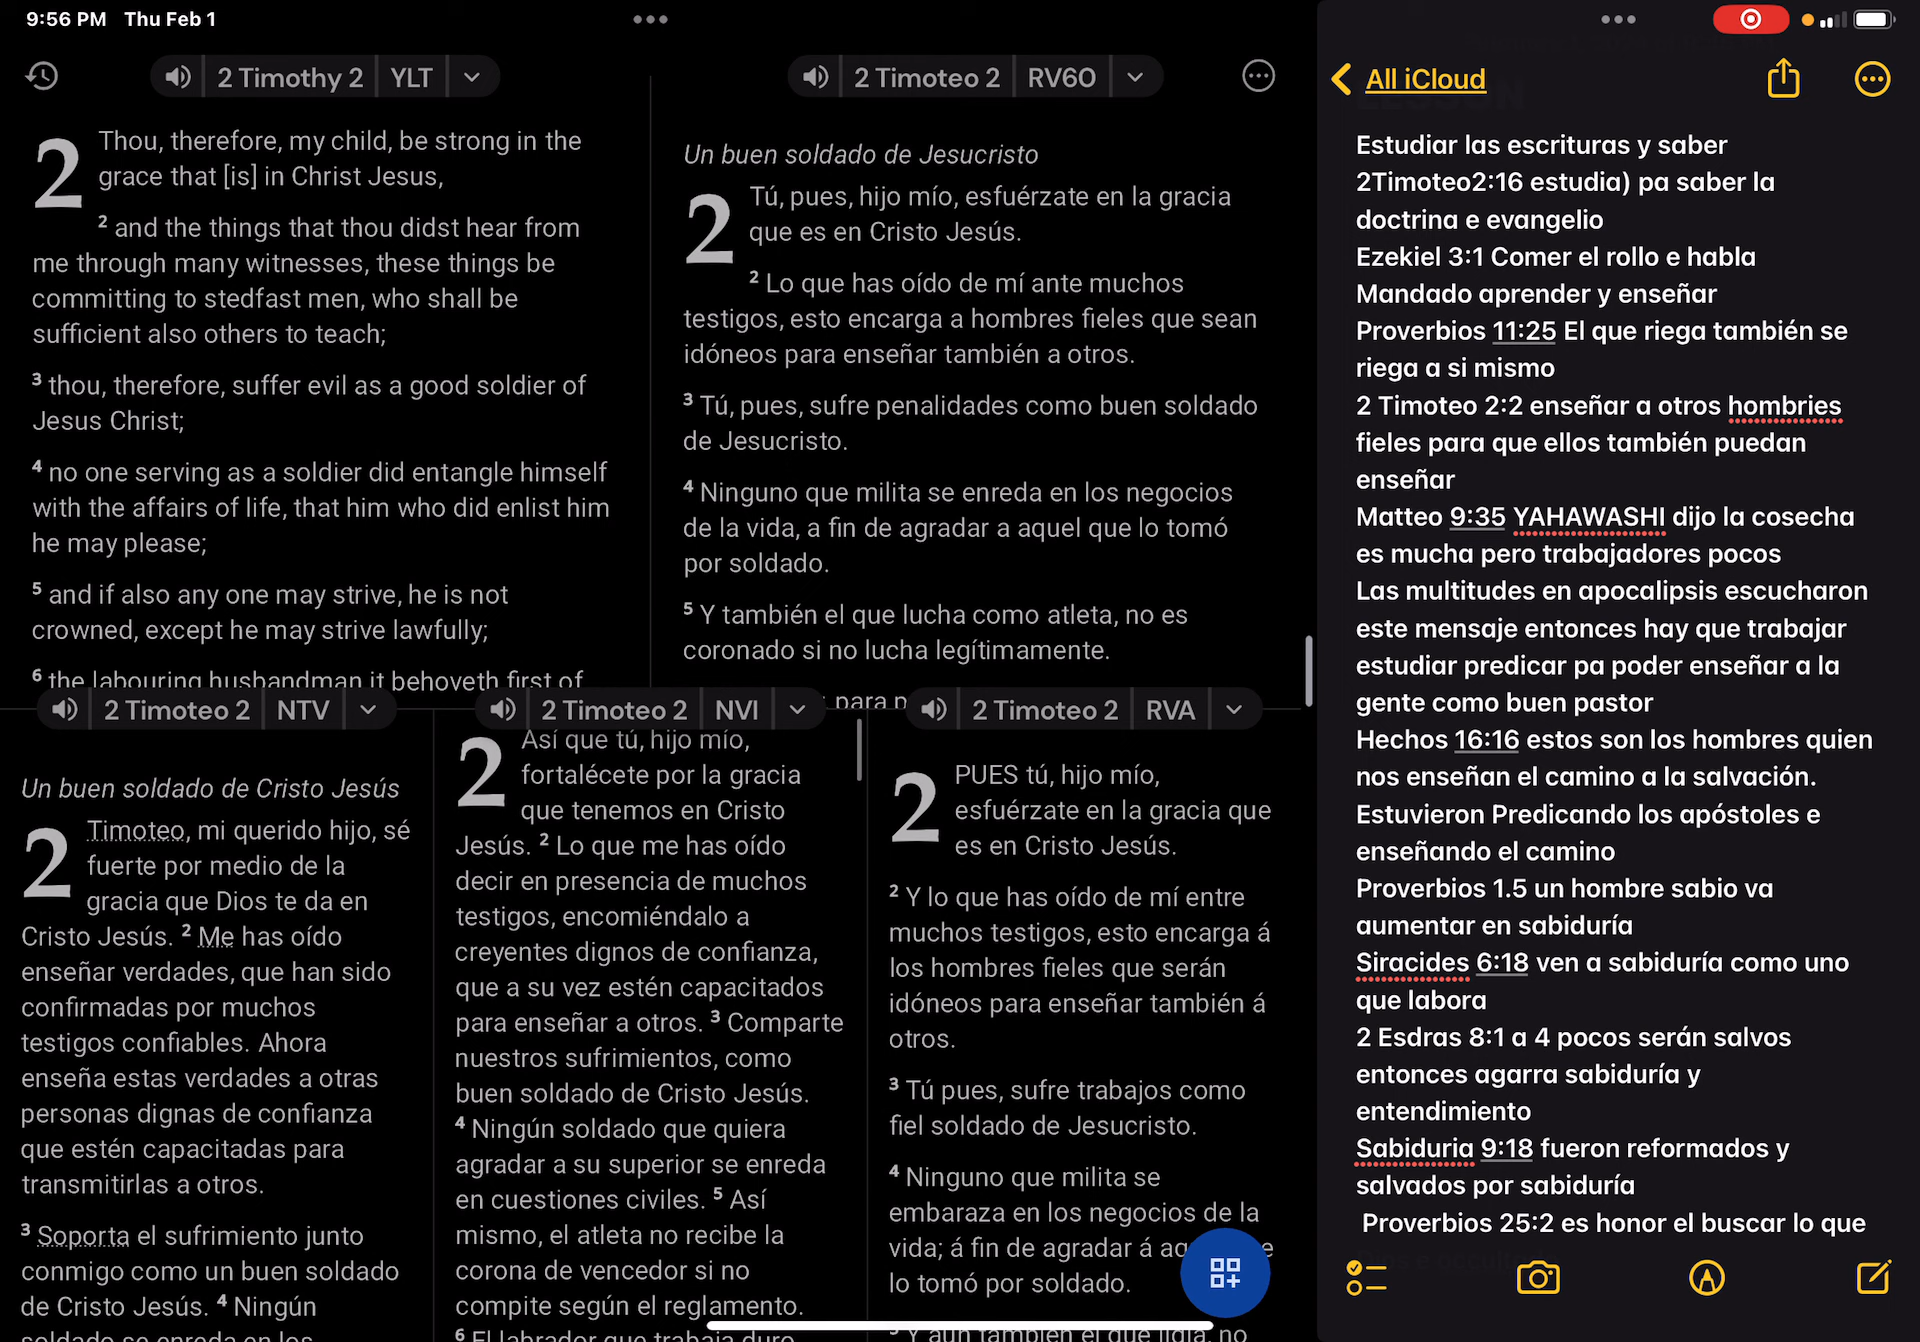 9:56 PM Thu Feb 1
2 Timothy 2 YLT
2 Thou, therefore, my child, be strong in the
grace that [is] in Christ Jesus,
2 and the things that thou didst hear from
me through many witnesses, these things be
committing to stedfast men, who shall be
sufficient also others to teach;
3 thou, therefore, suffer evil as a good soldier of
Jesus Christ;
4 no one serving as a soldier did entangle himself
with the affairs of life, that him who did enlist him
he may please;
5 and if also any one may strive, he is not
crowned, except he may strive lawfully;
6 the labouring husbandman it behoveth first of
2 Timoteo 2 RV60
Un buen soldado de Jesucristo
2 Tú, pues, hijo mío, esfuérzate en la gracia
que es en Cristo Jesús.
2 Lo que has oído de mí ante muchos
testigos, esto encarga a hombres fieles que sean
idóneos para enseñar también a otros.
3 Tú, pues, sufre penalidades como buen soldado
de Jesucristo.
4 Ninguno que milita se enreda en los negocios
de la vida, a fin de agradar a aquel que lo tomó
por soldado.
5 Y también el que lucha como atleta, no es
coronado si no lucha legítimamente.
para
2 Timoteo 2 NTV
Un buen soldado de Cristo Jesús
2 Timoteo, mi querido hijo, sé
fuerte por medio de la
gracia que Dios te da en
Cristo Jesús. 2 Me has oído
enseñar verdades, que han sido
confirmadas por muchos
testigos confiables. Ahora
enseña estas verdades a otras
personas dignas de confianza
que estén capacitadas para
transmitirlas a otros.
3 Soporta el sufrimiento junto
conmigo como un buen soldado
de Cristo Jesús. 4 Ningún
soldado se enreda en los
2 Timoteo 2 NVI
2 Así que tú, hijo mío,
fortalécete por la gracia
que tenemos en Cristo
Jesús. 2 Lo que me has oído
decir en presencia de muchos
testigos, encomiéndalo a
creyentes dignos de confianza,
que a su vez estén capacitados
para enseñar a otros. 3 Comparte
nuestros sufrimientos, como
buen soldado de Cristo Jesús.
4 Ningún soldado que quiera
agradar a su superior se enreda
en cuestiones civiles. 5 Así
mismo, el atleta no recibe la
corona de vencedor si no
compite según el reglamento.
6 El labrador que trabaja duro
2 Timoteo 2 RVA
2 PUES tú, hijo mío,
esfuérzate en la gracia que
es en Cristo Jesús.
2 Y lo que has oído de mí entre
muchos testigos, esto encarga á
los hombres fieles que serán
idóneos para enseñar también á
otros.
3 Tú pues, sufre trabajos como
fiel soldado de Jesucristo.
4 Ninguno que milita se
embaraza en los negocios de la
vida; á fin de agradar á
lo tomó por soldado.
5 Y aun también el que lidia, no
All iCloud
Estudiar las escrituras y saber
2Timoteo2:16 estudia) pa saber la
doctrina e evangelio
Ezekiel 3:1 Comer el rollo e habla
Mandado aprender y enseñar
Proverbios 11:25 El que riega también se
riega a si mismo
2 Timoteo 2:2 enseñar a otros hombries
fieles para que ellos también puedan
enseñar
Matteo 9:35 YAHAWASHI dijo la cosecha
es mucha pero trabajadores pocos
Las multitudes en apocalipsis escucharon
este mensaje entonces hay que trabajar
estudiar predicar pa poder enseñar a la
gente como buen pastor
Hechos 16:16 estos son los hombres quien
nos enseñan el camino a la salvación.
Estuvieron Predicando los apóstoles e
enseñando el camino
Proverbios 1.5 un hombre sabio va
aumentar en sabiduría
Siracides 6:18 ven a sabiduría como uno
que labora
2 Esdras 8:1 a 4 pocos serán salvos
entonces agarra sabiduría y
entendimiento
Sabiduria 9:18 fueron reformados y
salvados por sabiduría
Proverbios 25:2 es honor el buscar lo que